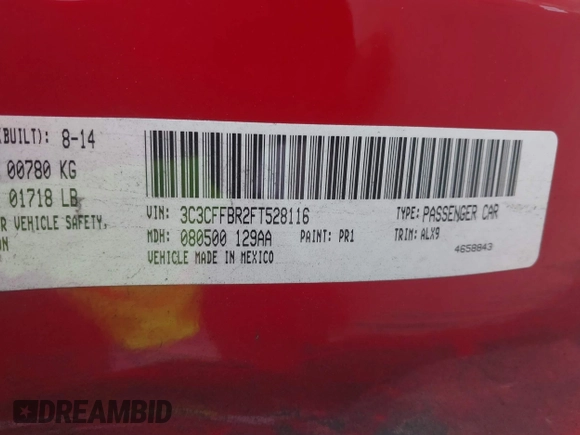 (BUILT): 8-14
00780 KG
01718 LB
R VEHICLE SAFETY,
ON
VIN: 3C3CFFBR2FT528116
TYPE: PASSENGER CAR
MDH: 080500 129AA
PAINT: PR1
TRIM: ALX9
VEHICLE MADE IN MEXICO
4658843
DREAMBID